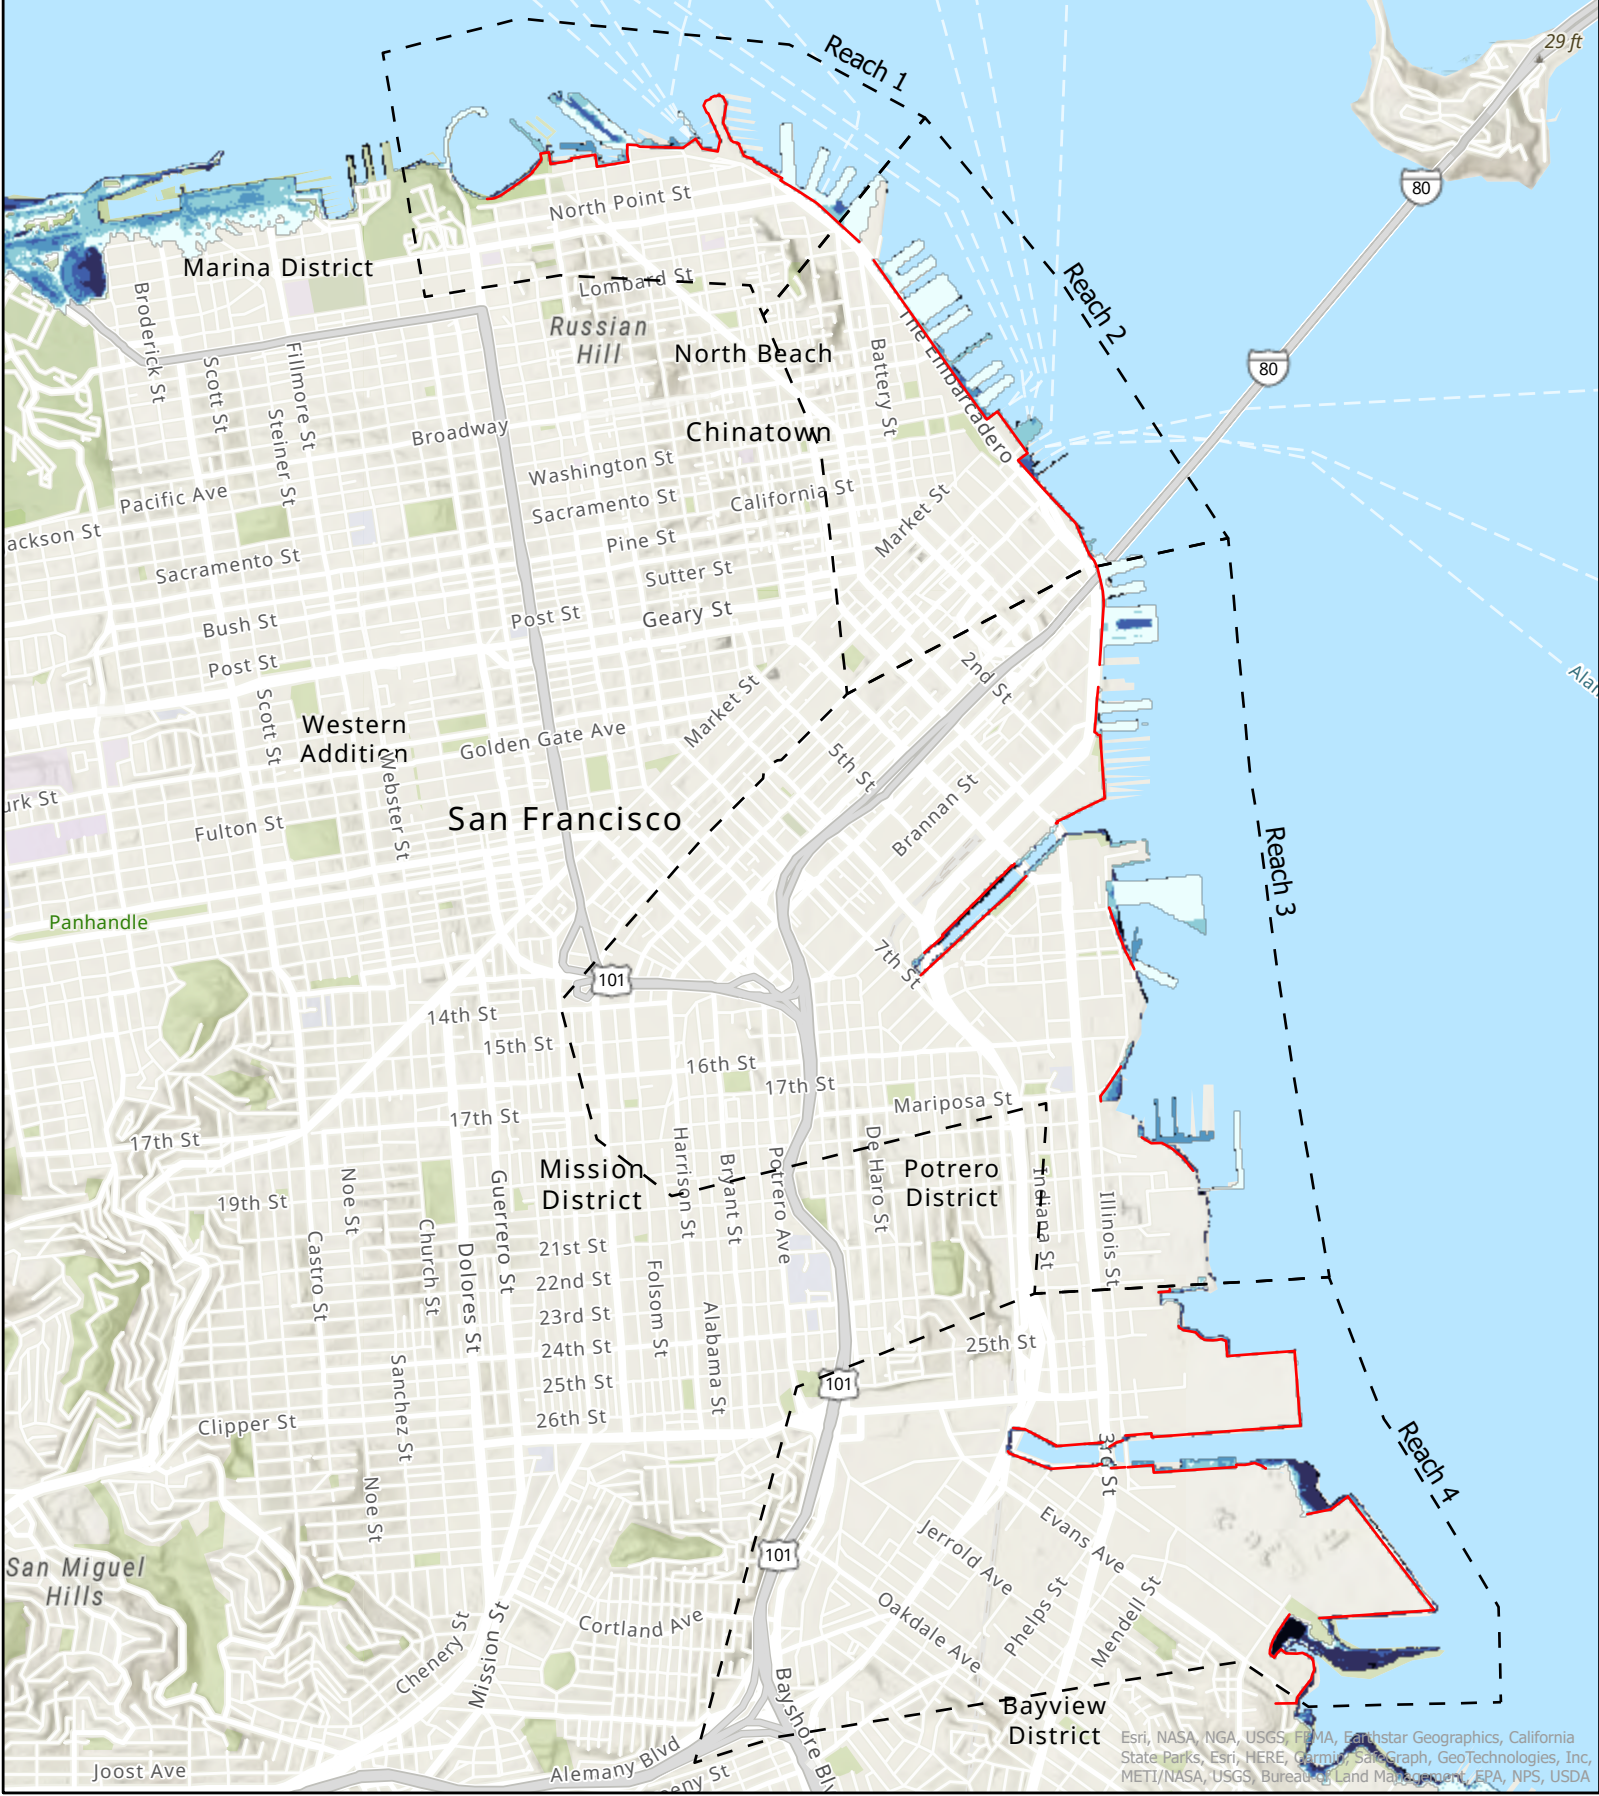 Reach 1
29 ft
80
North Point St
Marina District
Lombard St
Reach 2
Broderick St
Russian
Hill
North Beach
The Embarcadero
Battery St
80
Scott St
Fillmore St
Steiner St
Broadway
Chinatown
Washington St
Pacific Ave
Sacramento St
California St
Market St
ackson St
Pine St
Sacramento St
Sutter St
Post St
Geary St
Bush St
Post St
2nd St
Alam
Scott St
Western
Addition
Market St
Golden Gate Ave
5th St
Webster St
urk St
San Francisco
Fulton St
Brannan St
Reach 3
Panhandle
7th St
101
14th St
15th St
16th St
17th St
17th St
Mariposa St
17th St
Mission
District
Harrison St
Bryant St
Potrero Ave
De Haro St
Potrero
District
Indiana St
Illinois St
19th St
Noe St
Guerrero St
Castro St
Church St
Dolores St
21st St
22nd St
23rd St
24th St
25th St
26th St
Folsom St
Alabama St
25th St
101
Sanchez St
Clipper St
3rd St
Reach 4
Noe St
Evans Ave
Jerrold Ave
101
San Miguel
Hills
Oakdale Ave
Phelps St
Mendell St
Cortland Ave
Chenery St
Mission St
Bayshore Blv
Bayview
District
Alemany Blvd
Joost Ave
eny St
Esri, NASA, NGA, USGS, FEMA, Earthstar Geographics, California
State Parks, Esri, HERE, Garmin, SafeGraph, GeoTechnologies, Inc,
METI/NASA, USGS, Bureau of Land Management, EPA, NPS, USDA